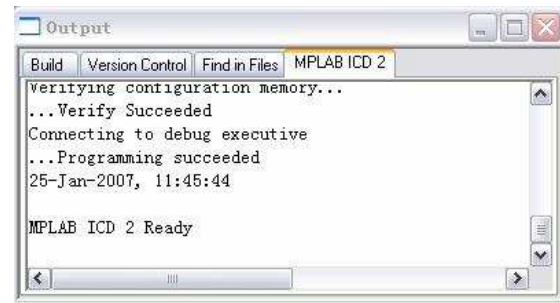 Output
Build Version Control Find in Files MPLAB ICD 2
Verifying configuration memory...
...Verify Succeeded
Connecting to debug executive
...Programming succeeded
25-Jan-2007, 11:45:44
MPLAB ICD 2 Ready